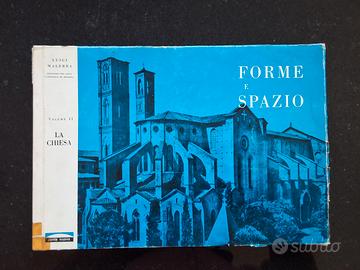 LUIGI
MALERBA
VOLUME II
LA
CHIESA
FORME
E
SPAZIO
subito